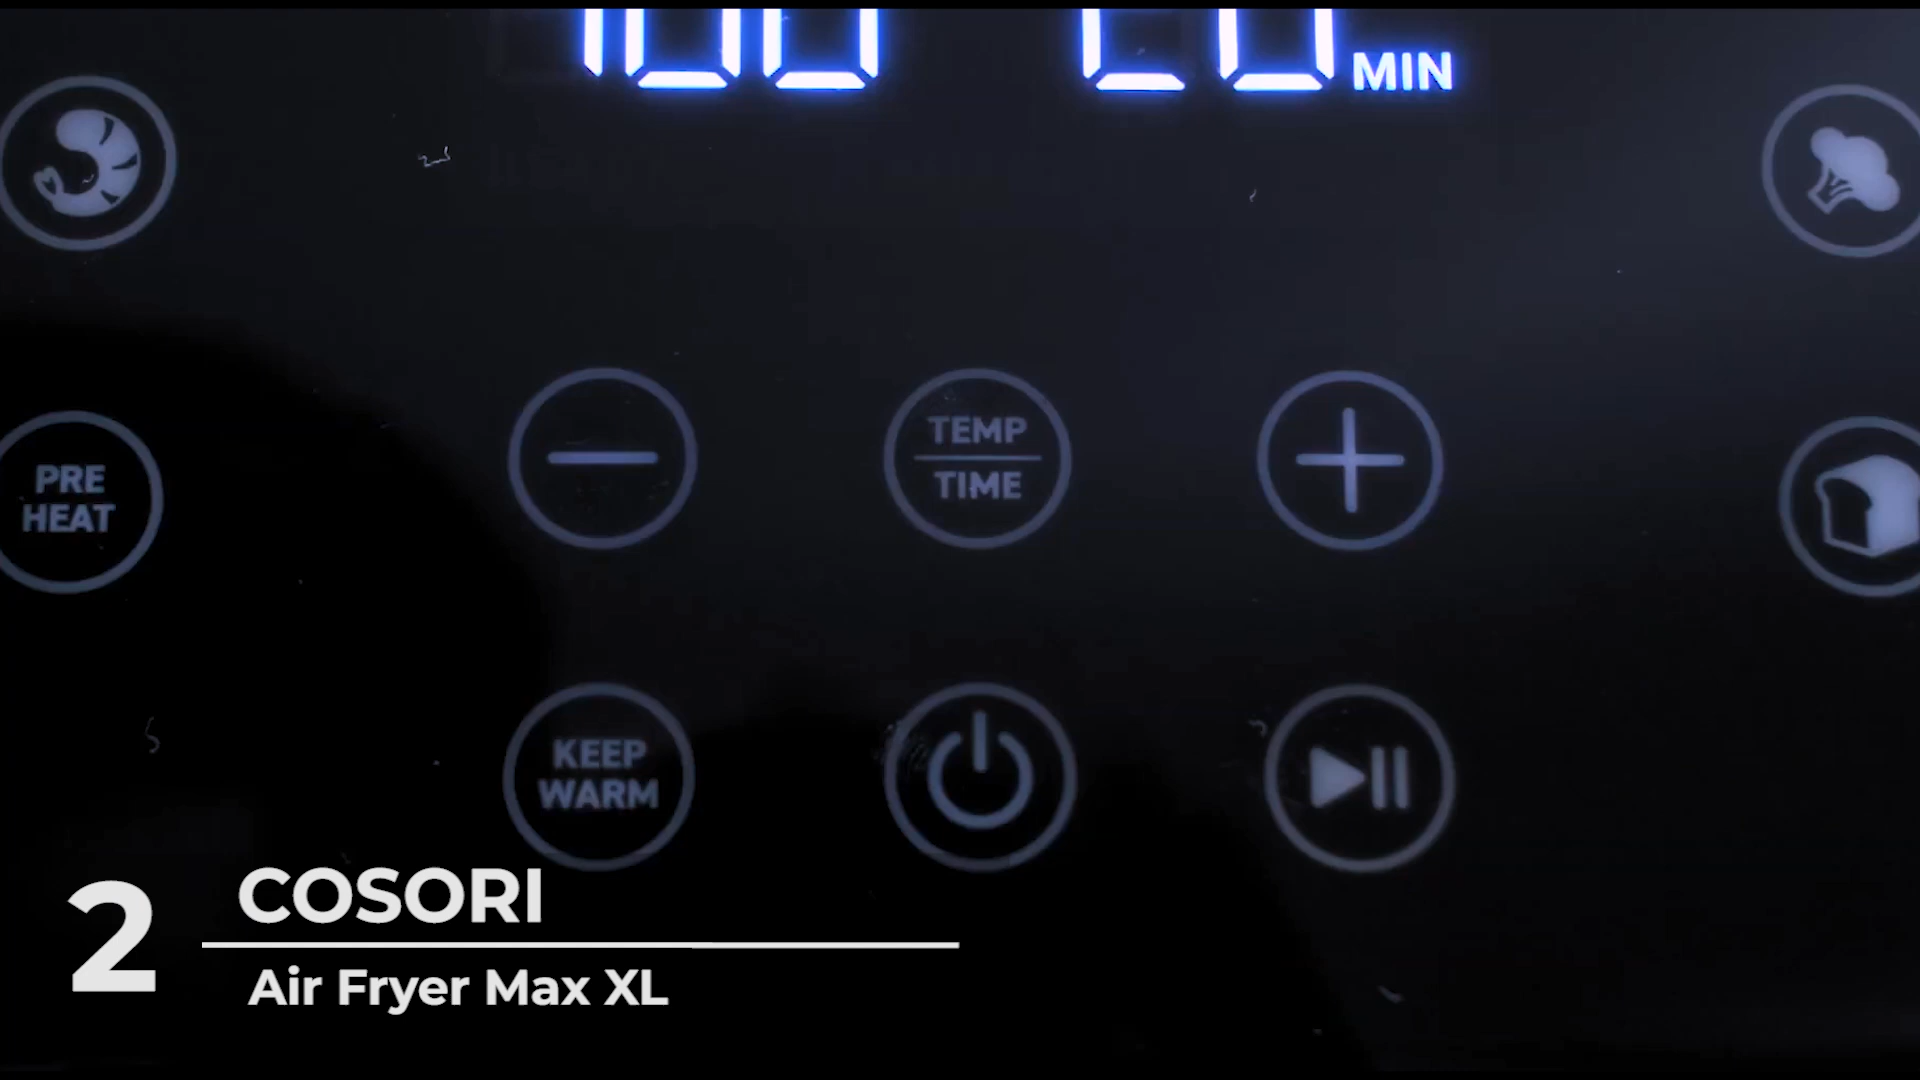 MIN
PRE
HEAT
TEMP
TIME
KEEP
WARM
2
COSORI
Air Fryer Max XL